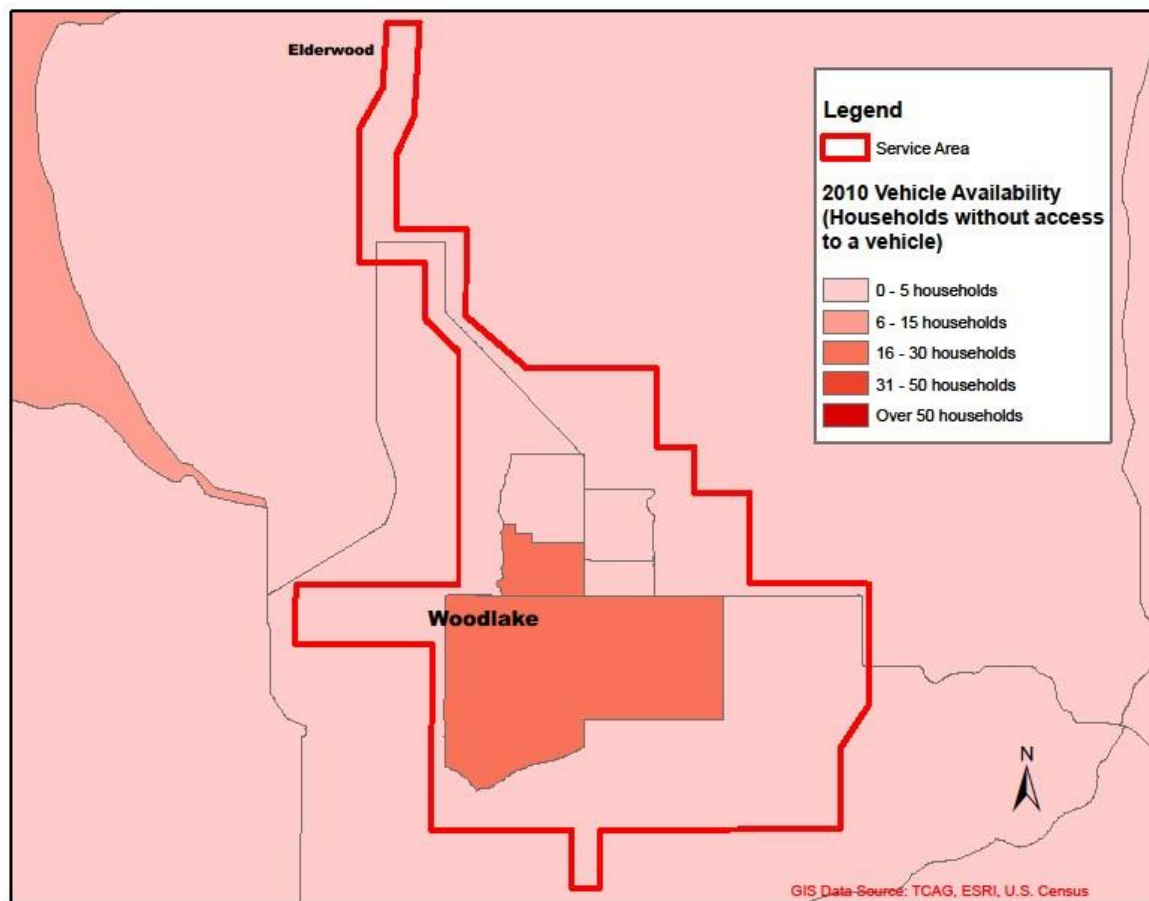 Elderwood
Legend
Service Area
2010 Vehicle Availability
(Households without access
to a vehicle)
0 - 5 households
6 - 15 households
16 - 30 households
31 - 50 households
Over 50 households
Woodlake
N
GIS Data Source: TCAG, ESRI, U.S. Census